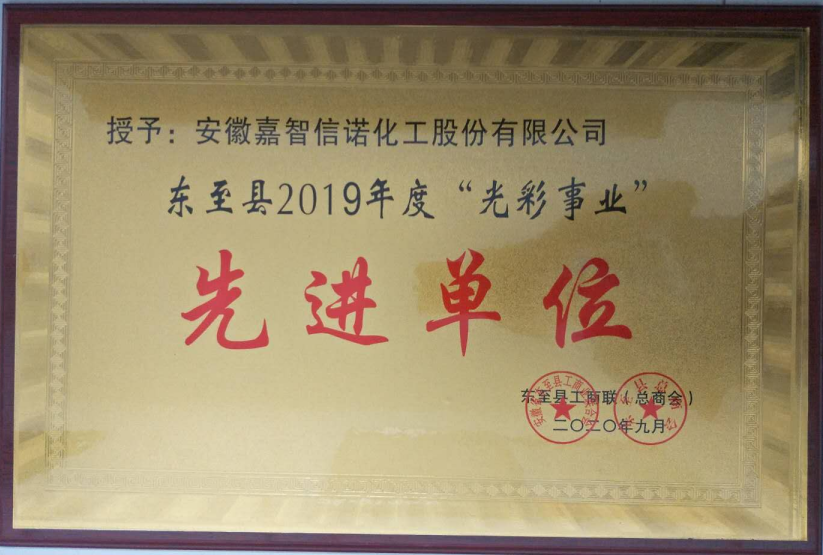 授予：安徽嘉智信诺化工股份有限公司
东至县2019年度“光彩事业”
先进单位
东至县工商联（总商会）
二〇二〇年九月